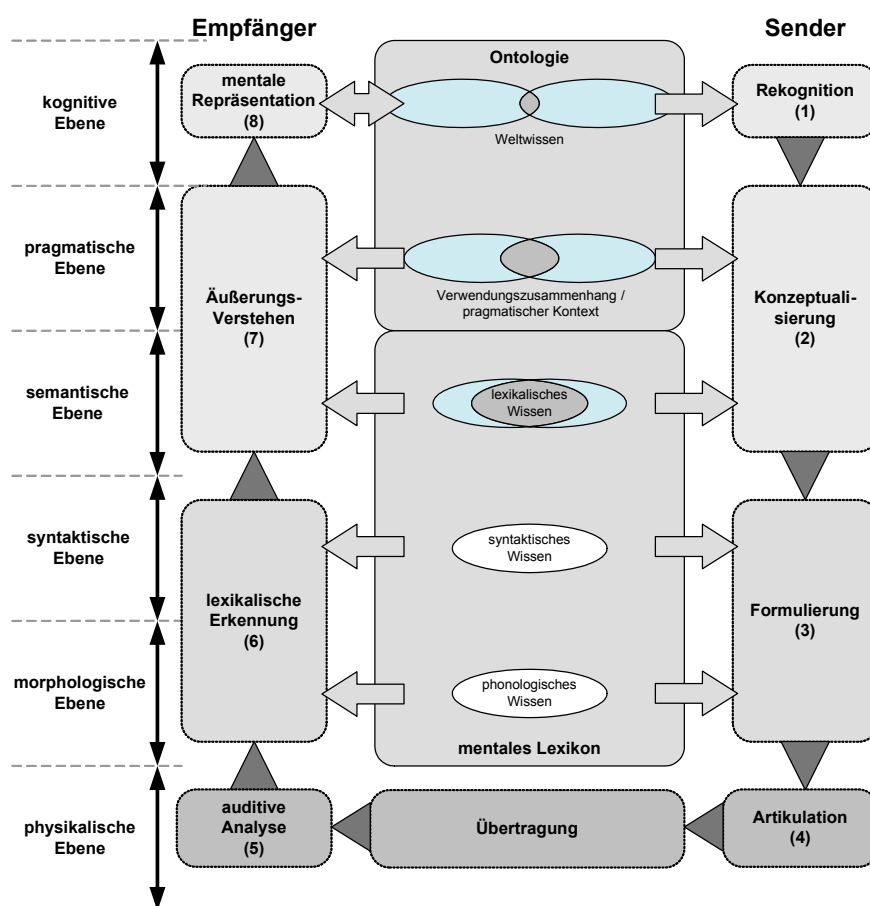 Empfänger
Sender
kognitive
Ebene
mentale
Repräsentation
(8)
Ontologie
Weltwissen
Rekognition
(1)
pragmatische
Ebene
Äußerungs-
Verstehen
(7)
Verwendungszusammenhang /
pragmatischer Kontext
Konzeptuali-
sierung
(2)
semantische
Ebene
lexikalisches
Wissen
syntaktische
Ebene
syntaktisches
Wissen
lexikalische
Erkennung
(6)
Formulierung
(3)
morphologische
Ebene
phonologisches
Wissen
mentales Lexikon
physikalische
Ebene
auditive
Analyse
(5)
Übertragung
Artikulation
(4)